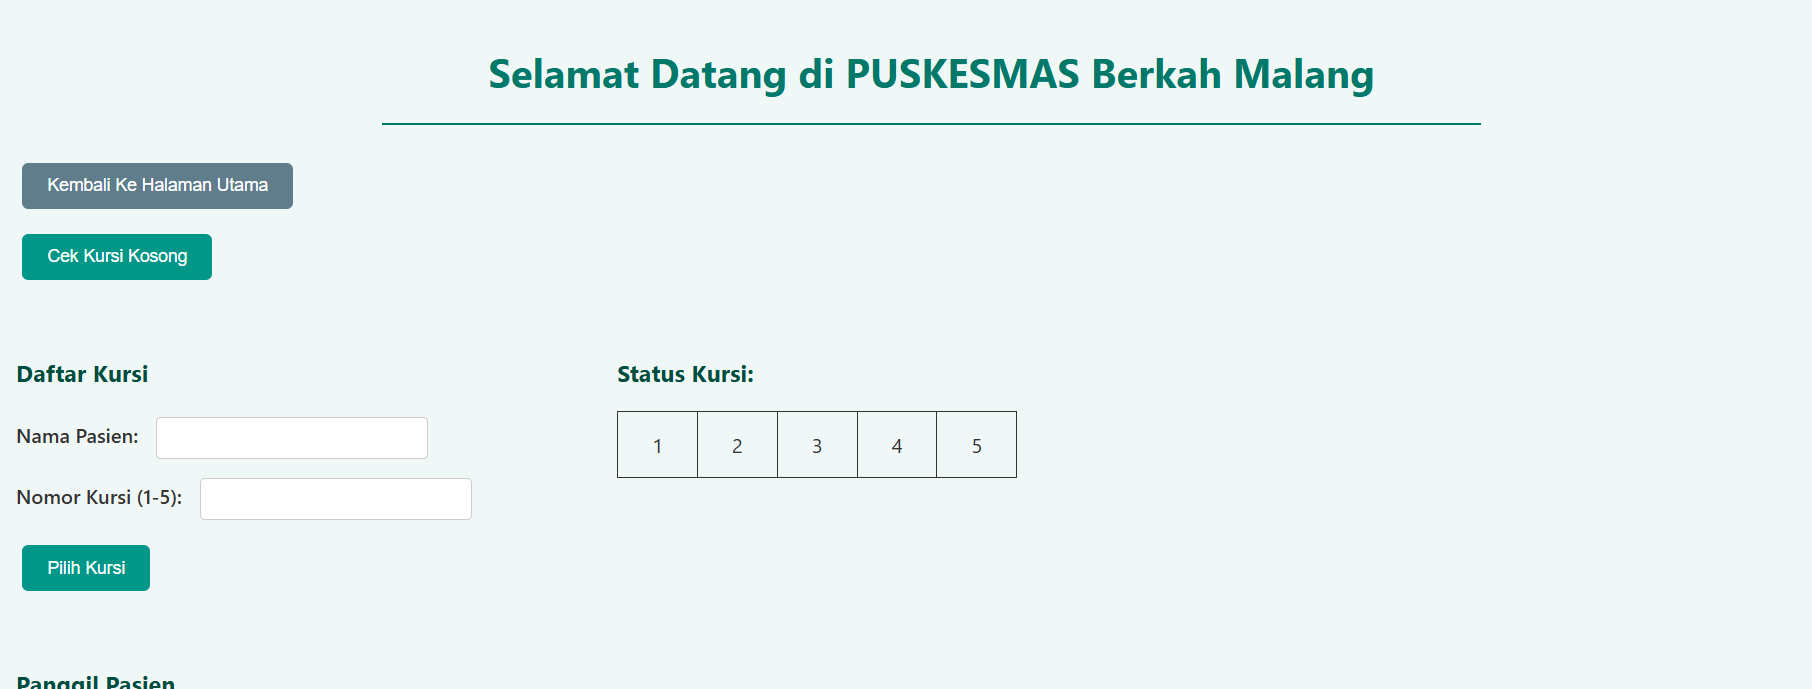 Selamat Datang di PUSKESMAS Berkah Malang
Kembali Ke Halaman Utama
Cek Kursi Kosong
Daftar Kursi
Nama Pasien:
Nomor Kursi (1-5):
Pilih Kursi
Status Kursi:
1 2 3 4 5
Panggil Pasien